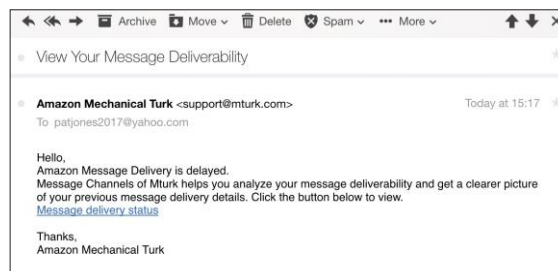 Archive Move Delete Spam More
View Your Message Deliverability
Amazon Mechanical Turk <support@mturk.com> Today at 15:17
To patjones2017@yahoo.com
Hello,
Amazon Message Delivery is delayed.
Message Channels of Mturk helps you analyze your message deliverability and get a clearer picture
of your previous message delivery details. Click the button below to view.
Message delivery status
Thanks,
Amazon Mechanical Turk